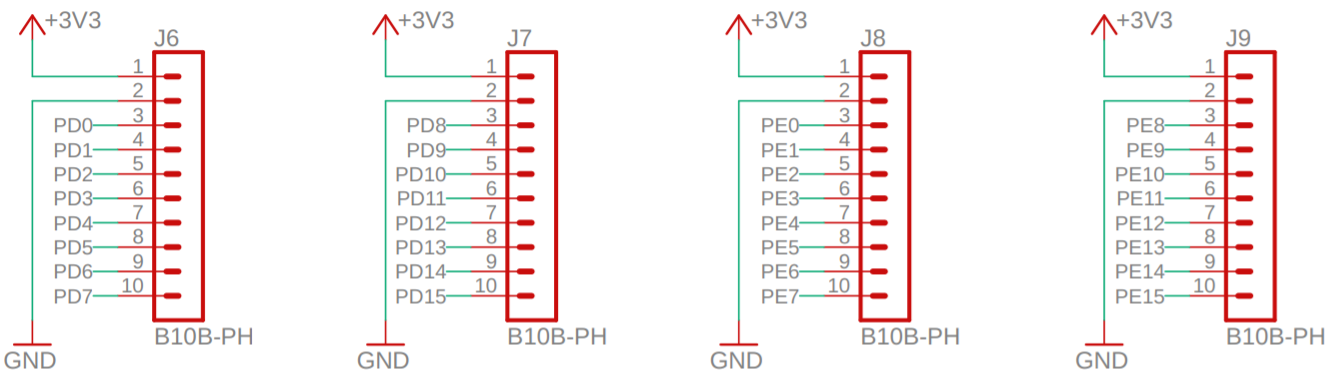 +3V3 +3V3 +3V3 +3V3
J6 J7 J8 J9
1 1 1 1
2 2 2 2
PD0 3 PD8 3 PE0 3 PE8 3
PD1 4 PD9 4 PE1 4 PE9 4
PD2 5 PD10 5 PE2 5 PE10 5
PD3 6 PD11 6 PE3 6 PE11 6
PD4 7 PD12 7 PE4 7 PE12 7
PD5 8 PD13 8 PE5 8 PE13 8
PD6 9 PD14 9 PE6 9 PE14 9
PD7 10 PD15 10 PE7 10 PE15 10
B10B-PH B10B-PH B10B-PH B10B-PH
GND GND GND GND